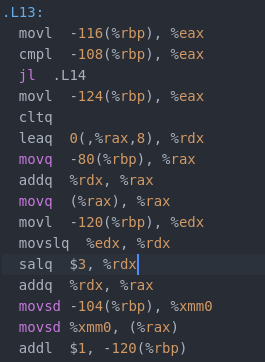 .L13:
movl -116(%rbp), %eax
cmpl -108(%rbp), %eax
jl .L14
movl -124(%rbp), %eax
cltq
leaq 0(,%rax,8), %rdx
movq -80(%rbp), %rax
addq %rdx, %rax
movq (%rax), %rax
movl -120(%rbp), %edx
movslq %edx, %rdx
salq $3, %rdx
addq %rdx, %rax
movsd -104(%rbp), %xmm0
movsd %xmm0, (%rax)
addl $1, -120(%rbp)